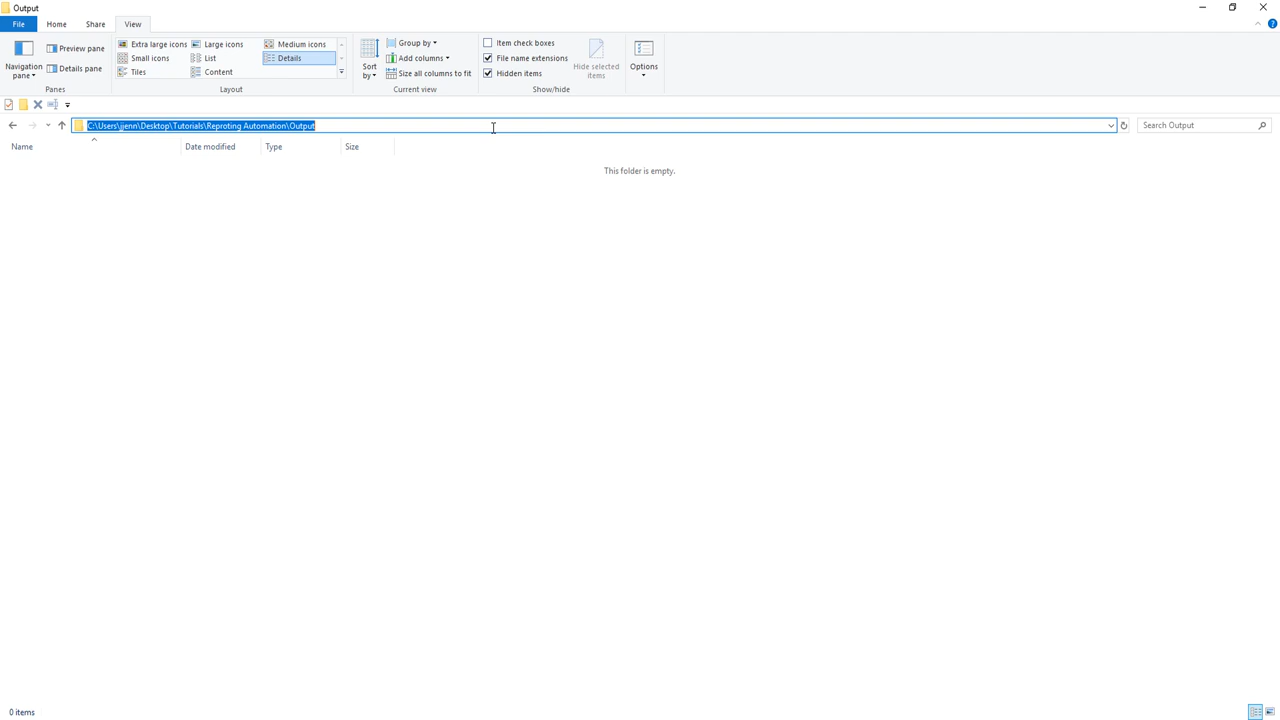 Output
File Home Share View
Navigation pane Preview pane Details pane
Extra large icons Large icons Medium icons
Small icons List Details
Tiles Content
Sort by Group by Add columns Size all columns to fit
Item check boxes
File name extensions
Hidden items
Hide selected items
Options
Panes Layout Current view Show/hide
C:\Users\jjenn\Desktop\Tutorials\Reproting Automation\Output
Search Output
Name Date modified Type Size
This folder is empty.
0 items